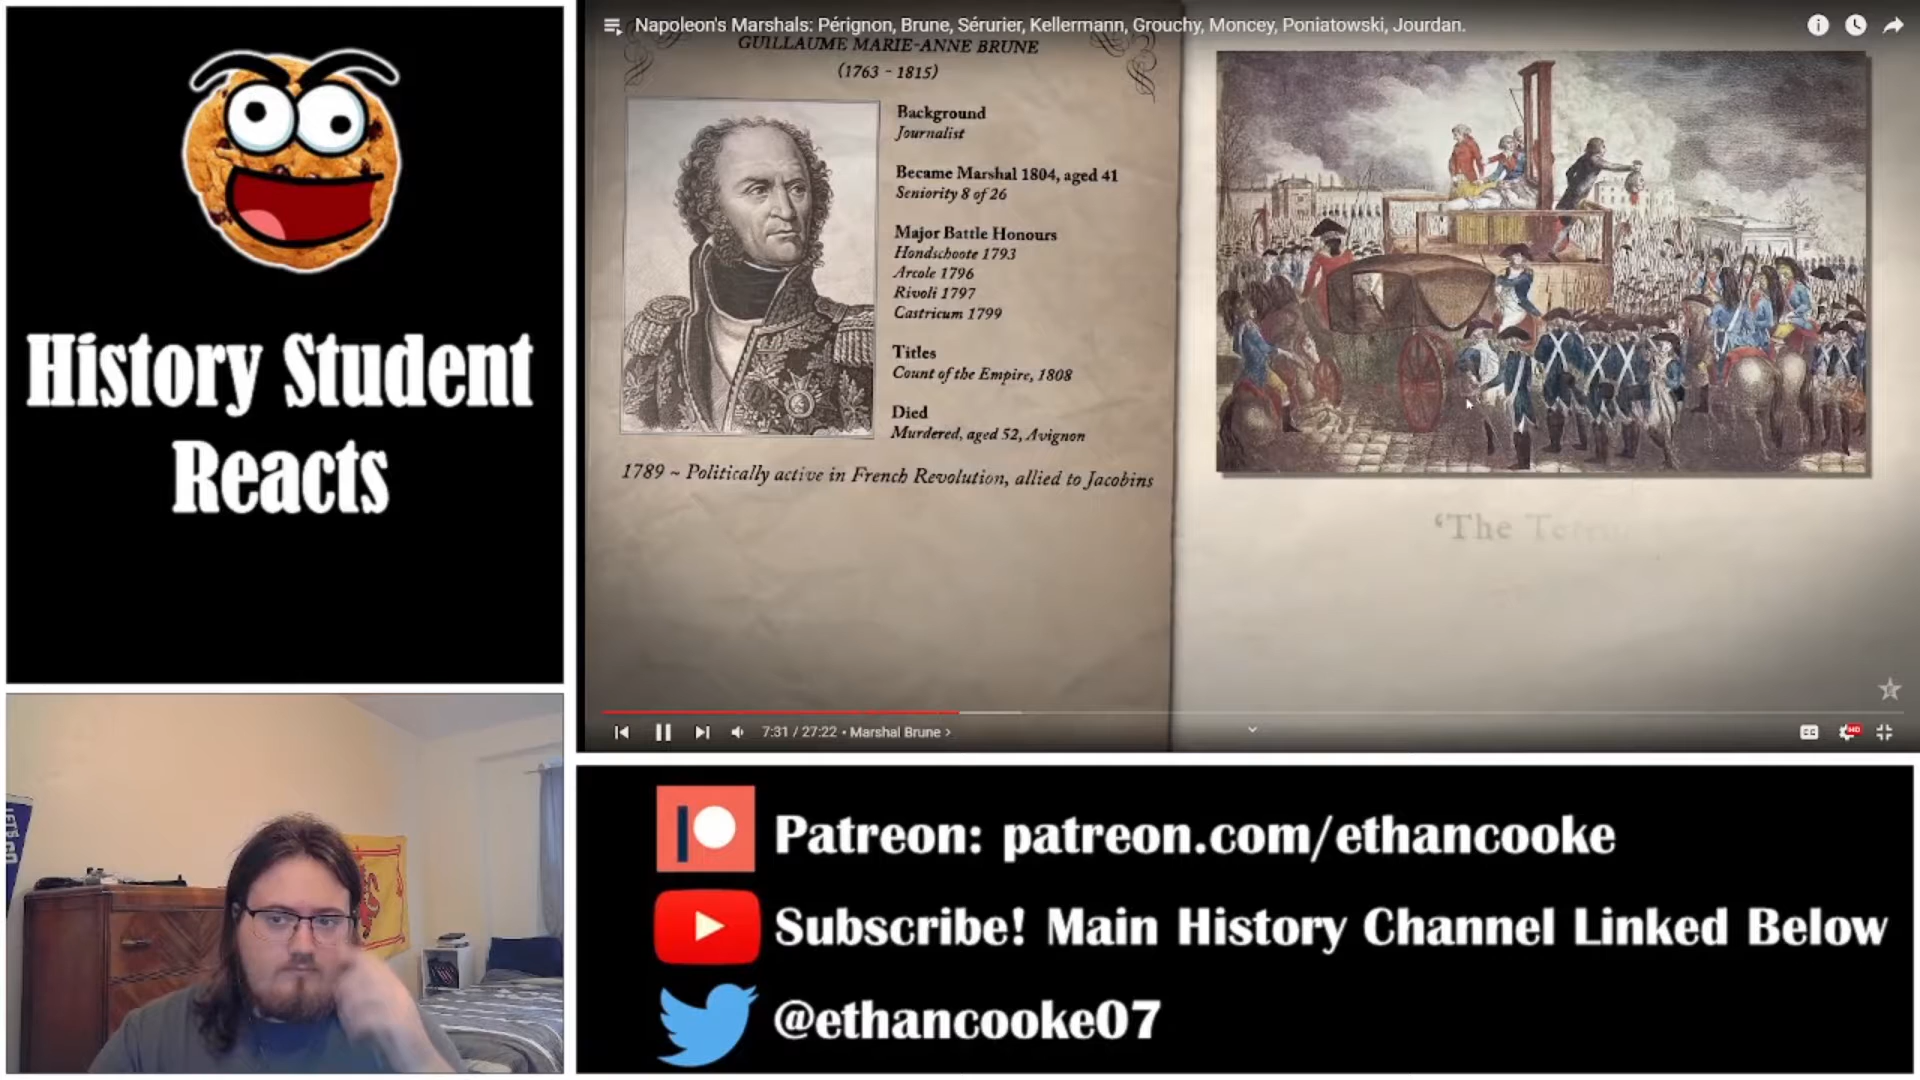 History Student
Reacts
Napoleon's Marshals: Pérignon, Brune, Sérurier, Kellermann, Grouchy, Moncey, Poniatowski, Jourdan.
GUILLAUME MARIE-ANNE BRUNE
(1763 - 1815)
Background
Journalist
Became Marshal 1804, aged 41
Seniority 8 of 26
Major Battle Honours
Hondschoote 1793
Arcole 1796
Rivoli 1797
Castricum 1799
Titles
Count of the Empire, 1808
Died
Murdered, aged 52, Avignon
1789 ~ Politically active in French Revolution, allied to Jacobins
'The
7:31 / 27:22 • Marshal Brune >
CC
HD
LET'S GO
Patreon: patreon.com/ethancooke
Subscribe! Main History Channel Linked Below
@ethancooke07